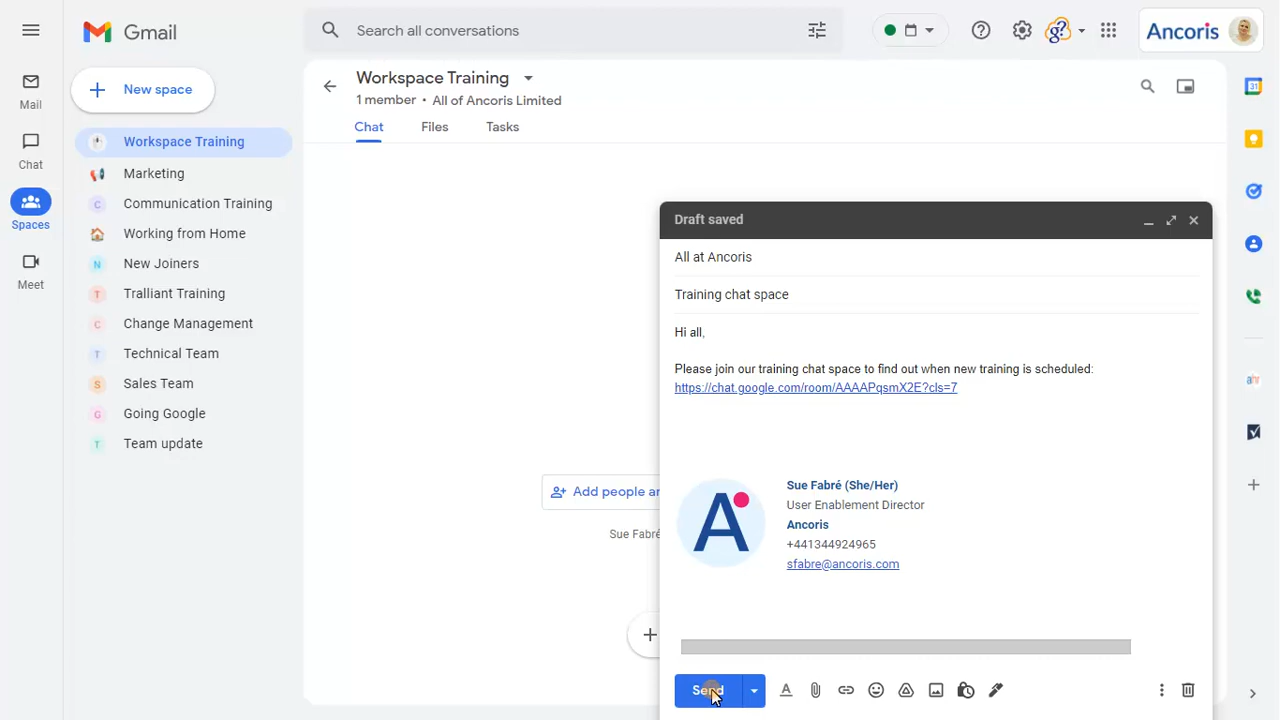 Gmail
Search all conversations
Ancoris
Mail
Chat
Spaces
Meet
New space
Workspace Training
Marketing
Communication Training
Working from Home
New Joiners
Tralliant Training
Change Management
Technical Team
Sales Team
Going Google
Team update
Workspace Training
1 member • All of Ancoris Limited
Chat Files Tasks
Add people an
Sue Fabré
Draft saved
All at Ancoris
Training chat space
Hi all,
Please join our training chat space to find out when new training is scheduled:
https://chat.google.com/room/AAAAPqsmX2E?cls=7
Sue Fabré (She/Her)
User Enablement Director
Ancoris
+441344924965
sfabre@ancoris.com
Send